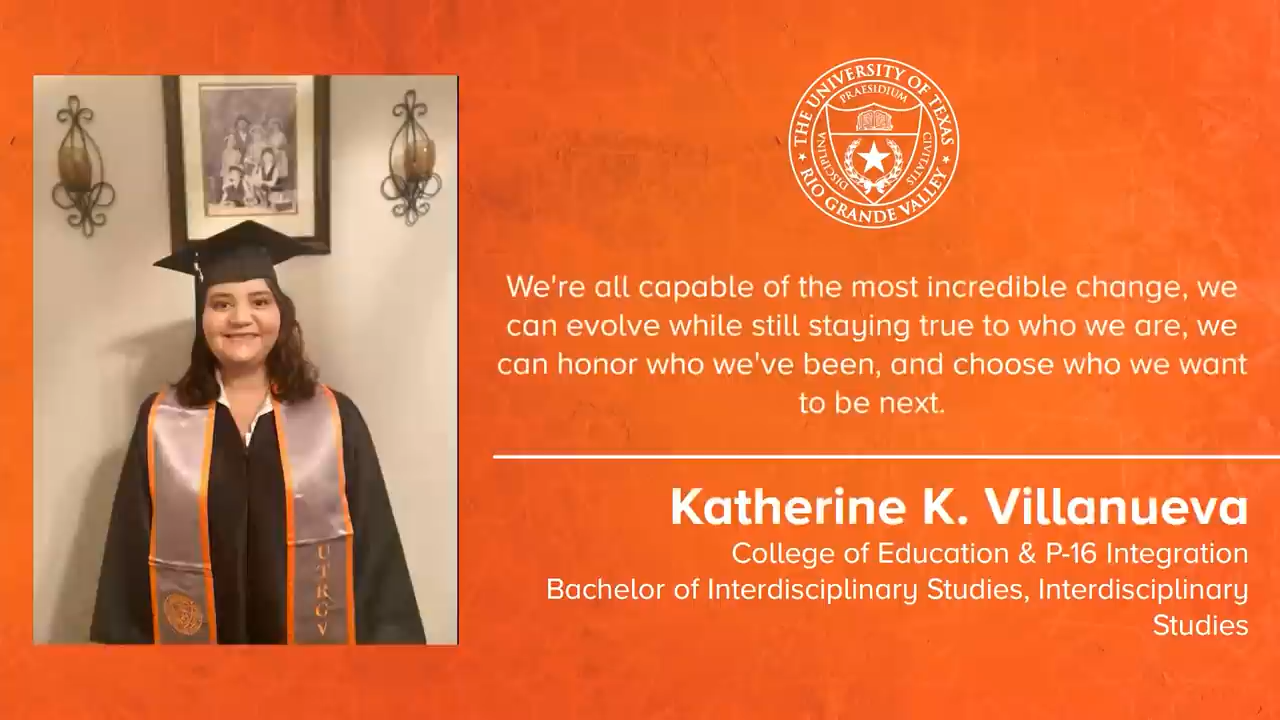 THE UNIVERSITY OF TEXAS
RIO GRANDE VALLEY
PRAESIDIUM
DISCIPLINA
CIVITATIS
We're all capable of the most incredible change, we
can evolve while still staying true to who we are, we
can honor who we've been, and choose who we want
to be next.
Katherine K. Villanueva
College of Education & P-16 Integration
Bachelor of Interdisciplinary Studies, Interdisciplinary
Studies
UTRGV